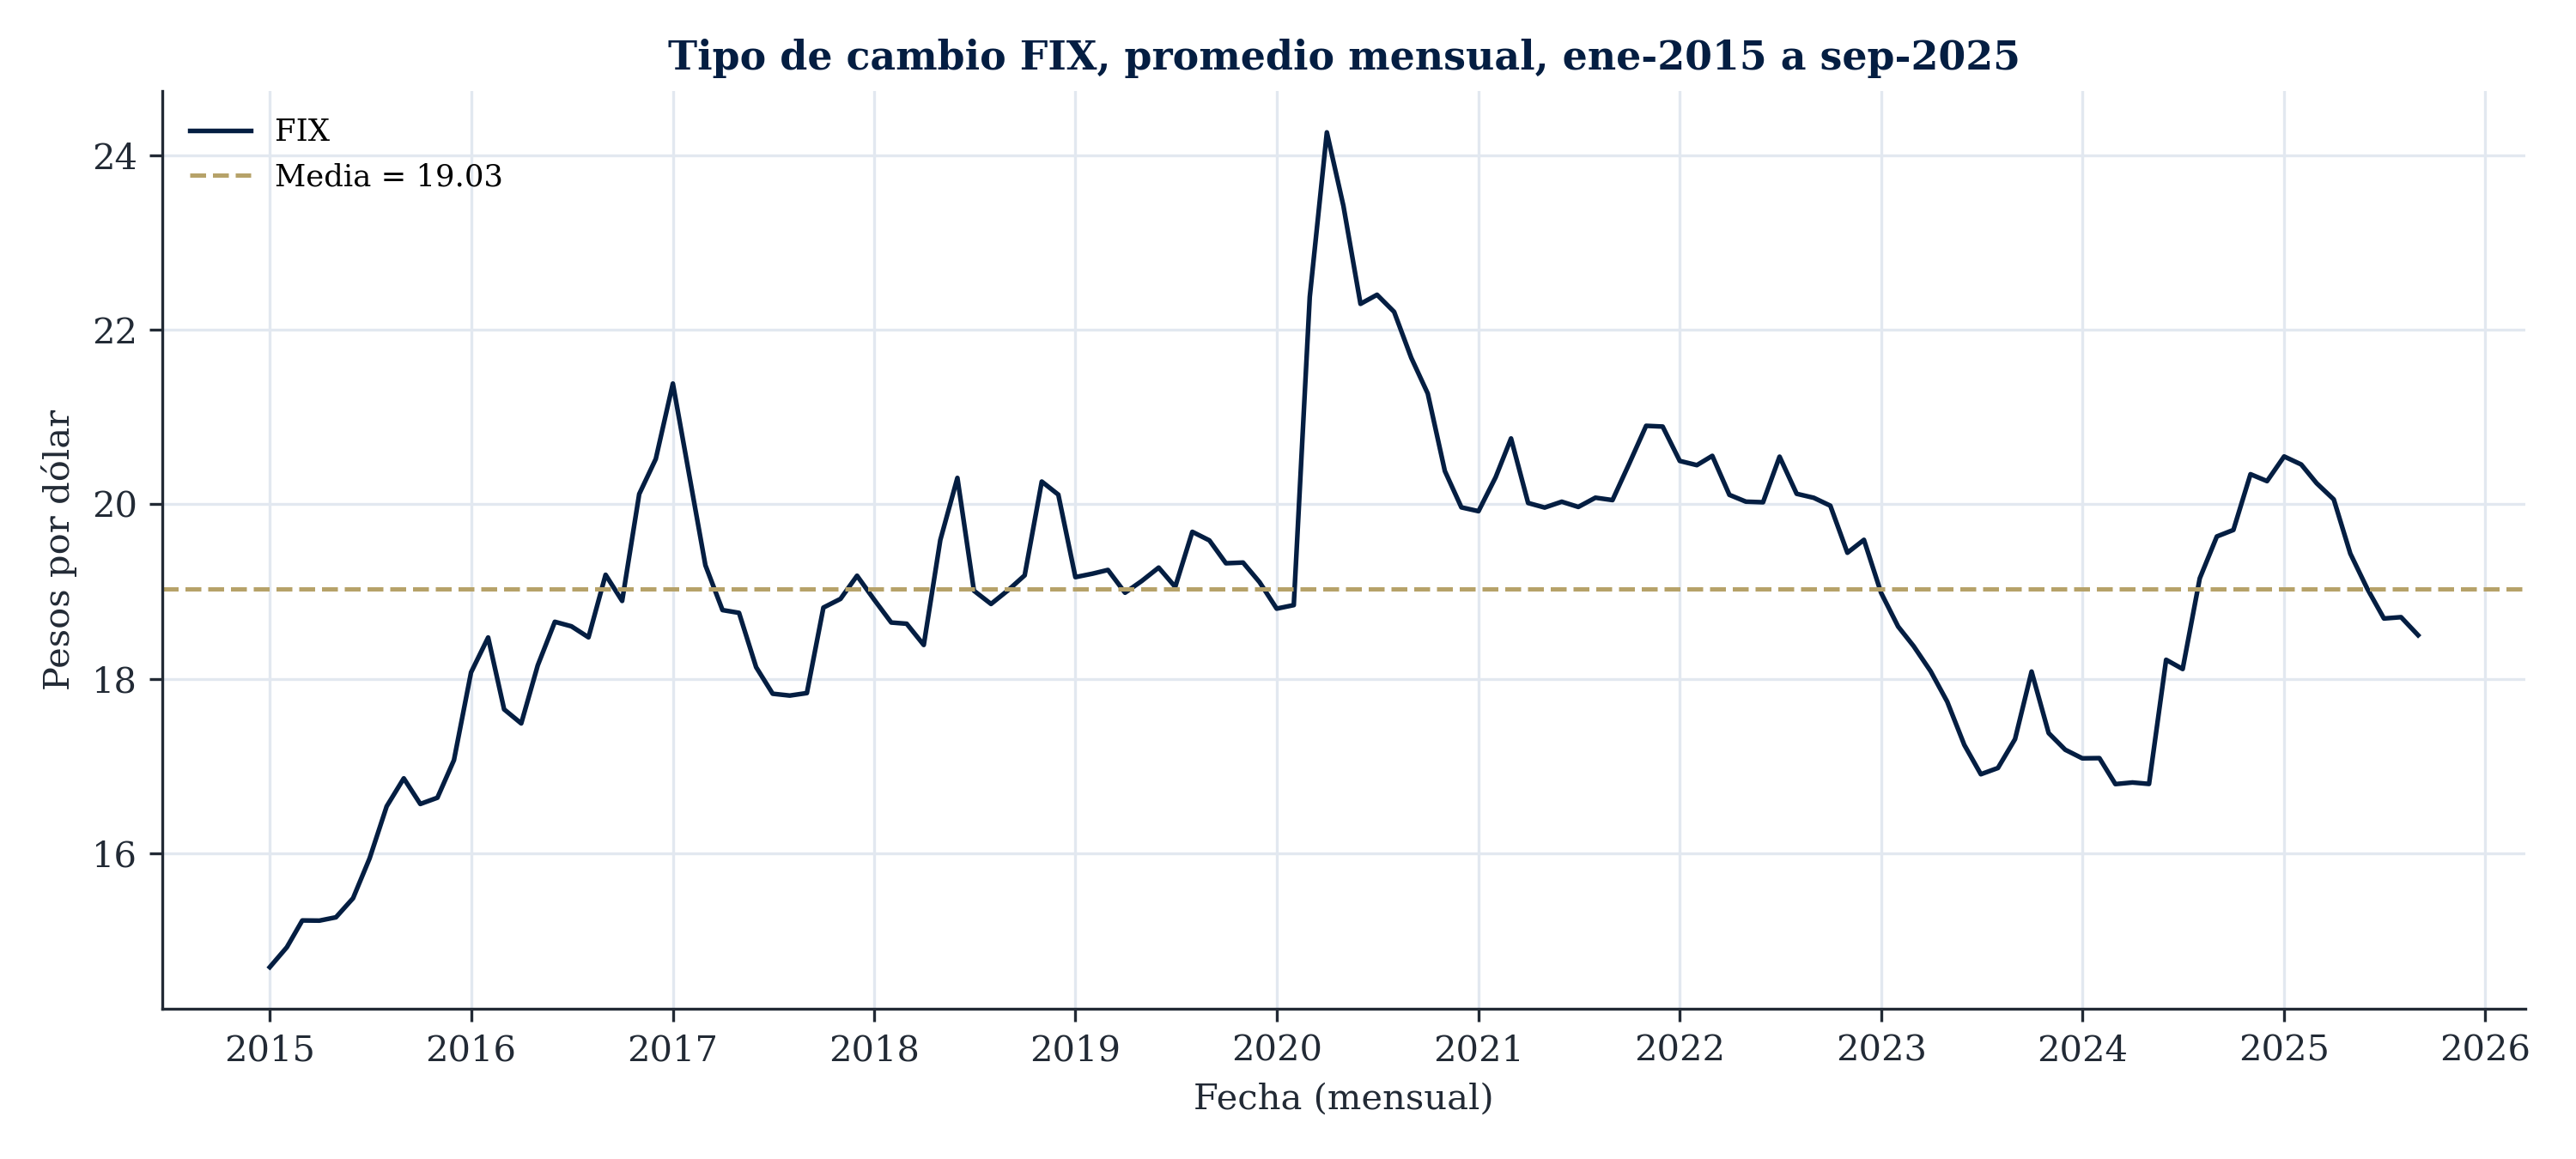 Tipo de cambio FIX, promedio mensual, ene-2015 a sep-2025
FIX
Media = 19.03
24
22
20
18
16
Pesos por dólar
2015 2016 2017 2018 2019 2020 2021 2022 2023 2024 2025 2026
Fecha (mensual)